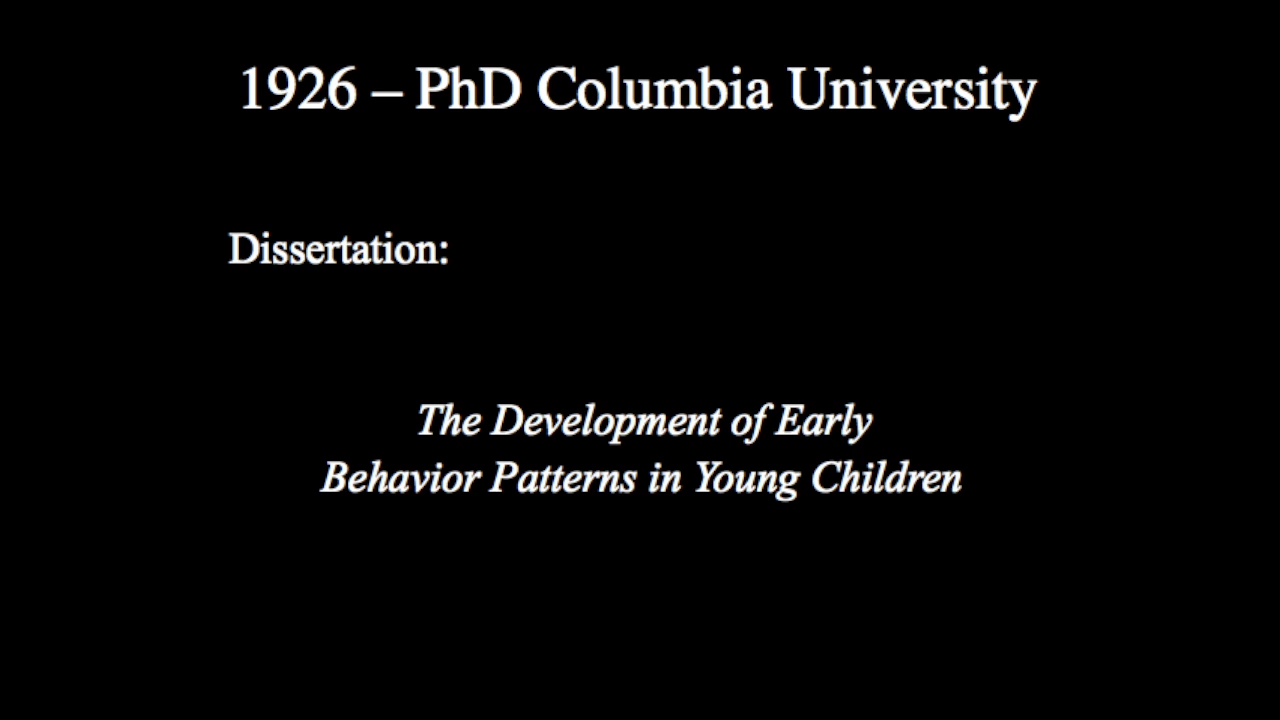 1926 – PhD Columbia University
Dissertation:
The Development of Early
Behavior Patterns in Young Children